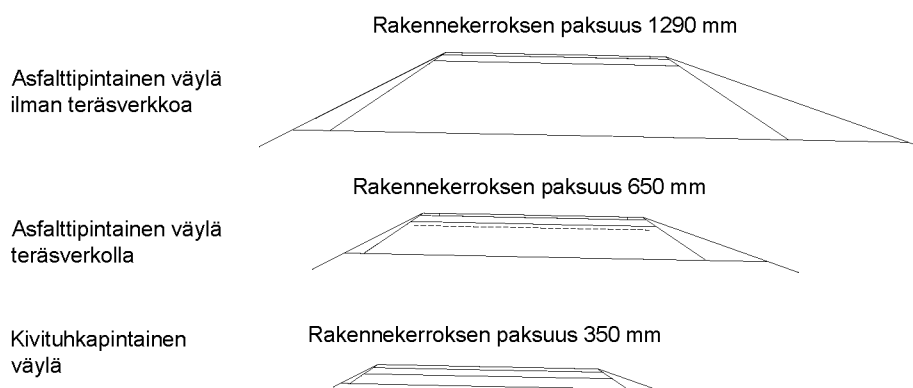 Rakennekerroksen paksuus 1290 mm
Asfalttipintainen väylä
ilman teräsverkkoa
Rakennekerroksen paksuus 650 mm
Asfalttipintainen väylä
teräsverkolla
Rakennekerroksen paksuus 350 mm
Kivituhkapintainen
väylä